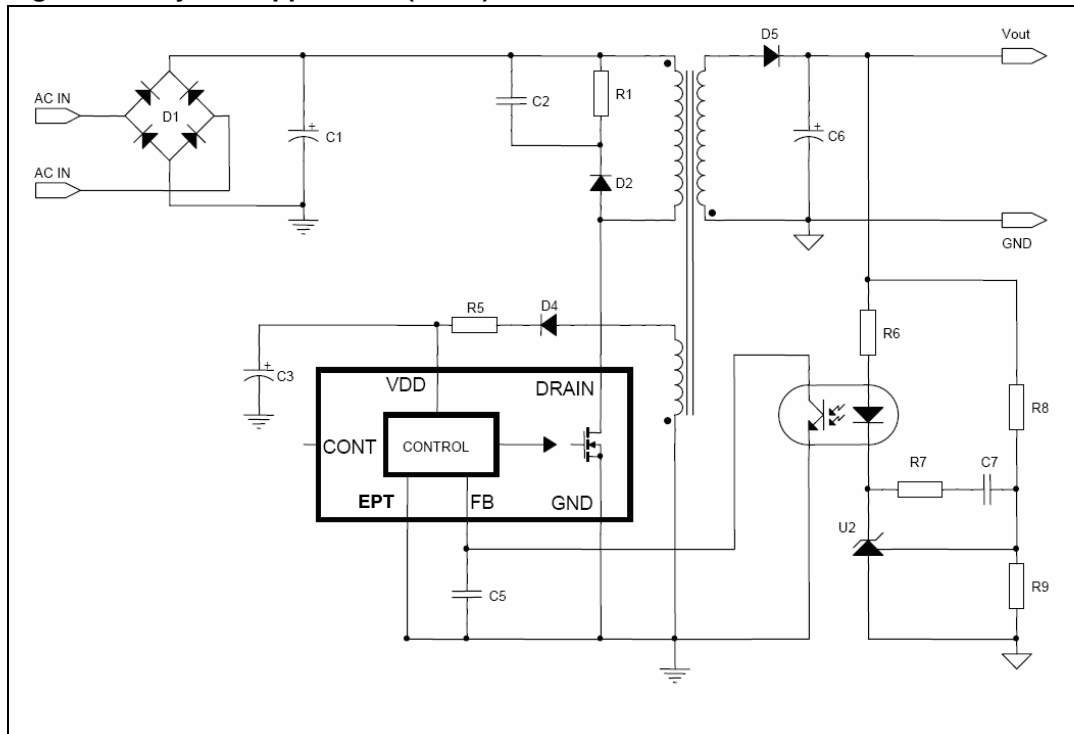 D5
Vout
AC IN
D1
C1
C2
R1
C6
AC IN
D2
GND
R5
D4
R6
C3
VDD
DRAIN
R8
CONT
CONTROL
R7
C7
EPT
FB
GND
U2
C5
R9